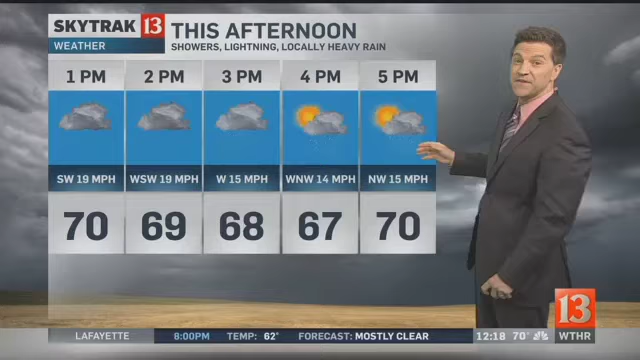 SKYTRAK 13
WEATHER
THIS AFTERNOON
SHOWERS, LIGHTNING, LOCALLY HEAVY RAIN
1 PM 2 PM 3 PM 4 PM 5 PM
SW 19 MPH WSW 19 MPH W 15 MPH WNW 14 MPH NW 15 MPH
70 69 68 67 70
13
LAFAYETTE 8:00PM TEMP: 62° FORECAST: MOSTLY CLEAR 12:18 70° WTHR